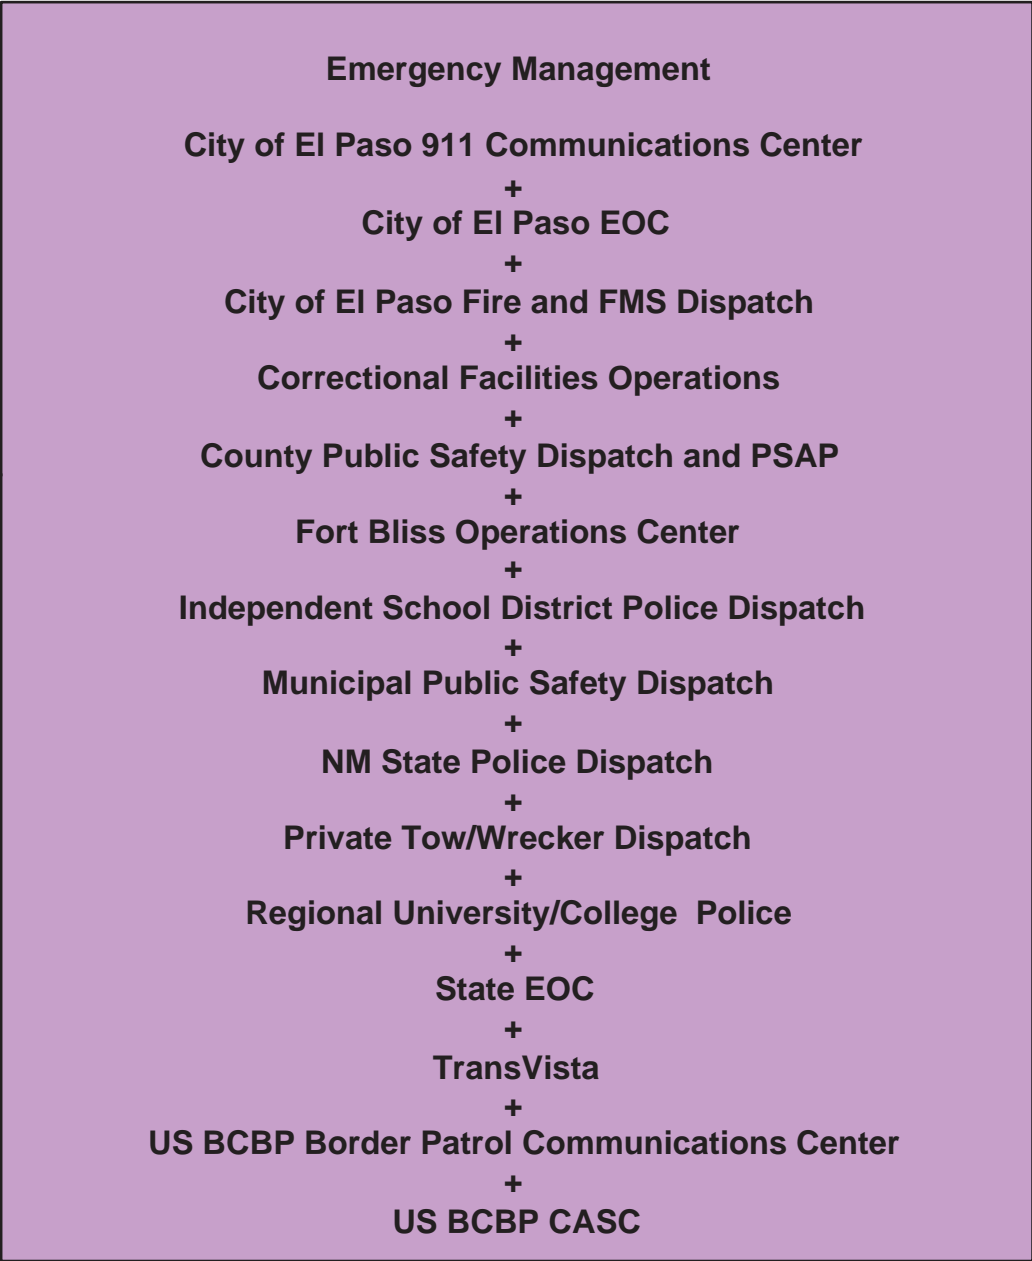 Emergency Management
City of El Paso 911 Communications Center
+
City of El Paso EOC
+
City of El Paso Fire and FMS Dispatch
+
Correctional Facilities Operations
+
County Public Safety Dispatch and PSAP
+
Fort Bliss Operations Center
+
Independent School District Police Dispatch
+
Municipal Public Safety Dispatch
+
NM State Police Dispatch
+
Private Tow/Wrecker Dispatch
+
Regional University/College  Police
+
State EOC
+
TransVista
+
US BCBP Border Patrol Communications Center
+
US BCBP CASC